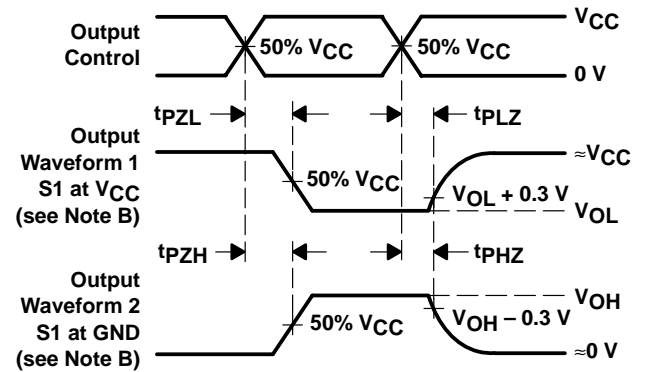 Output
Control
50% VCC
50% VCC
VCC
0 V
tPZL
tPLZ
Output
Waveform 1
S1 at VCC
(see Note B)
50% VCC
≈VCC
VOL + 0.3 V
VOL
tPZH
tPHZ
Output
Waveform 2
S1 at GND
(see Note B)
50% VCC
VOH
VOH – 0.3 V
≈0 V